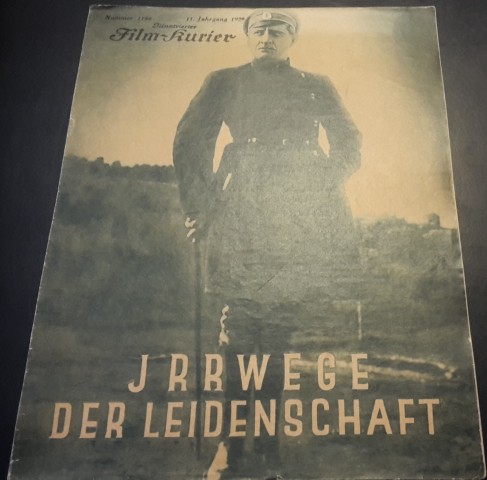 Illustrierter
Film-Kurier
JRRWEGE
DER LEIDENSCHAFT